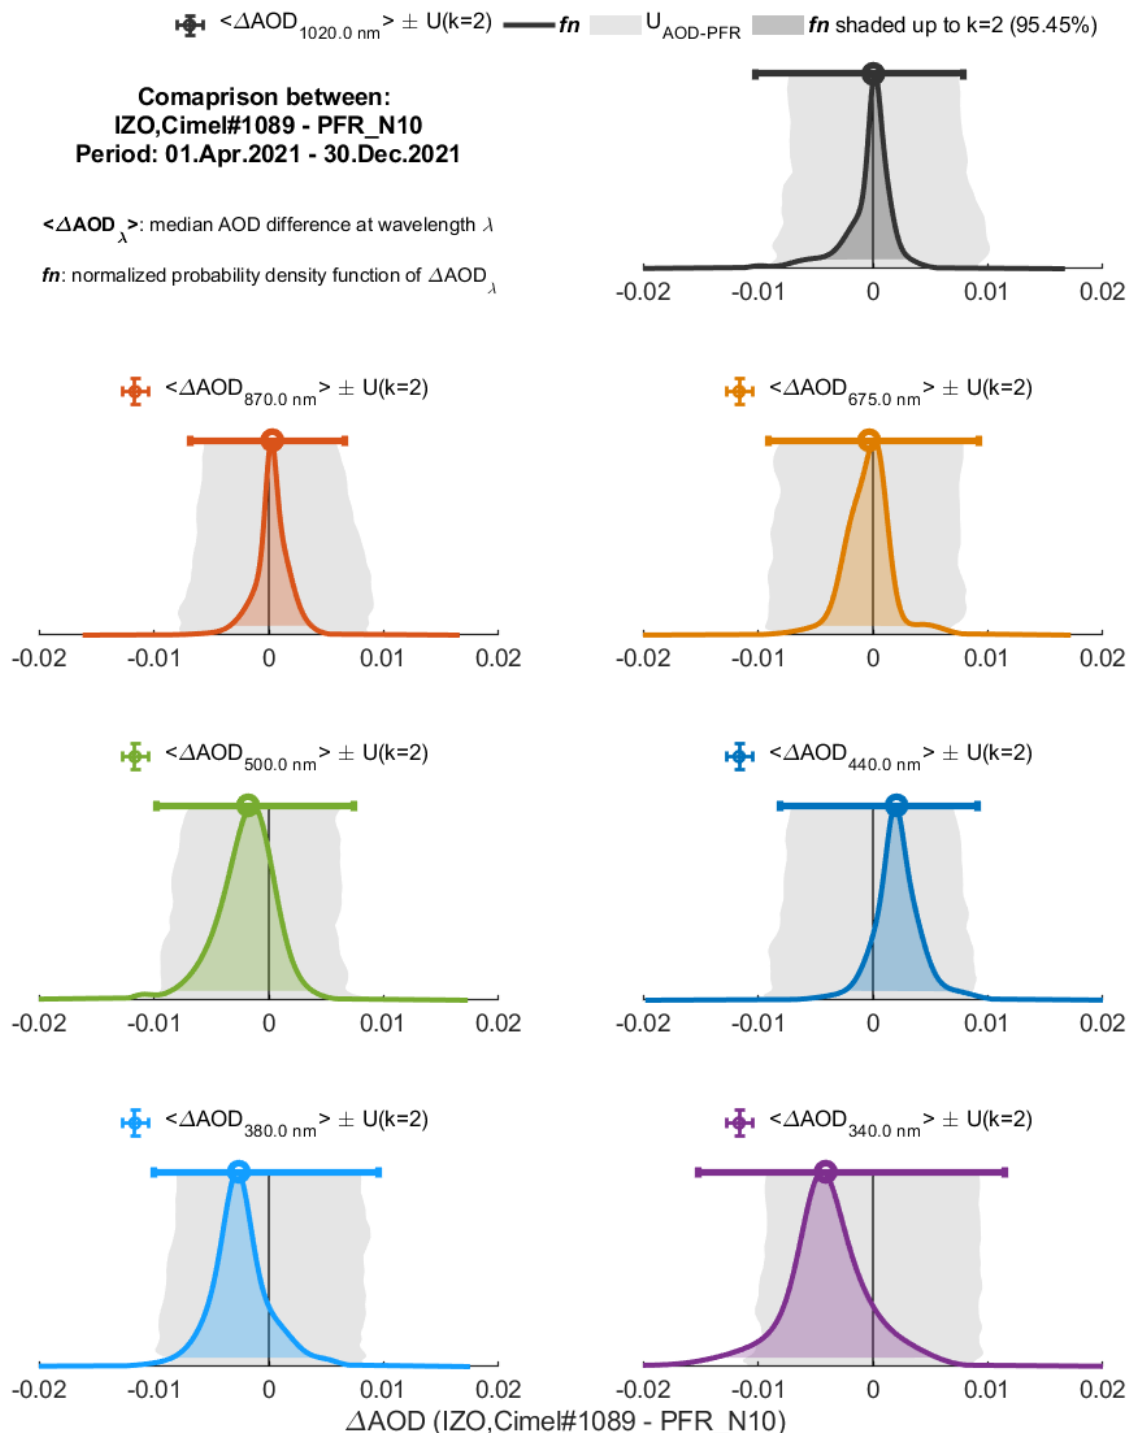 <ΔAOD1020.0 nm> ± U(k=2) fn UAOD-PFR fn shaded up to k=2 (95.45%)
Comaprison between:
IZO,Cimel#1089 - PFR_N10
Period: 01.Apr.2021 - 30.Dec.2021
<ΔAODλ>: median AOD difference at wavelength λ
fn: normalized probability density function of ΔAODλ
-0.02 -0.01 0 0.01 0.02
<ΔAOD870.0 nm> ± U(k=2)
<ΔAOD675.0 nm> ± U(k=2)
-0.02 -0.01 0 0.01 0.02
-0.02 -0.01 0 0.01 0.02
<ΔAOD500.0 nm> ± U(k=2)
<ΔAOD440.0 nm> ± U(k=2)
-0.02 -0.01 0 0.01 0.02
-0.02 -0.01 0 0.01 0.02
<ΔAOD380.0 nm> ± U(k=2)
<ΔAOD340.0 nm> ± U(k=2)
-0.02 -0.01 0 0.01 0.02
-0.02 -0.01 0 0.01 0.02
ΔAOD (IZO,Cimel#1089 - PFR_N10)